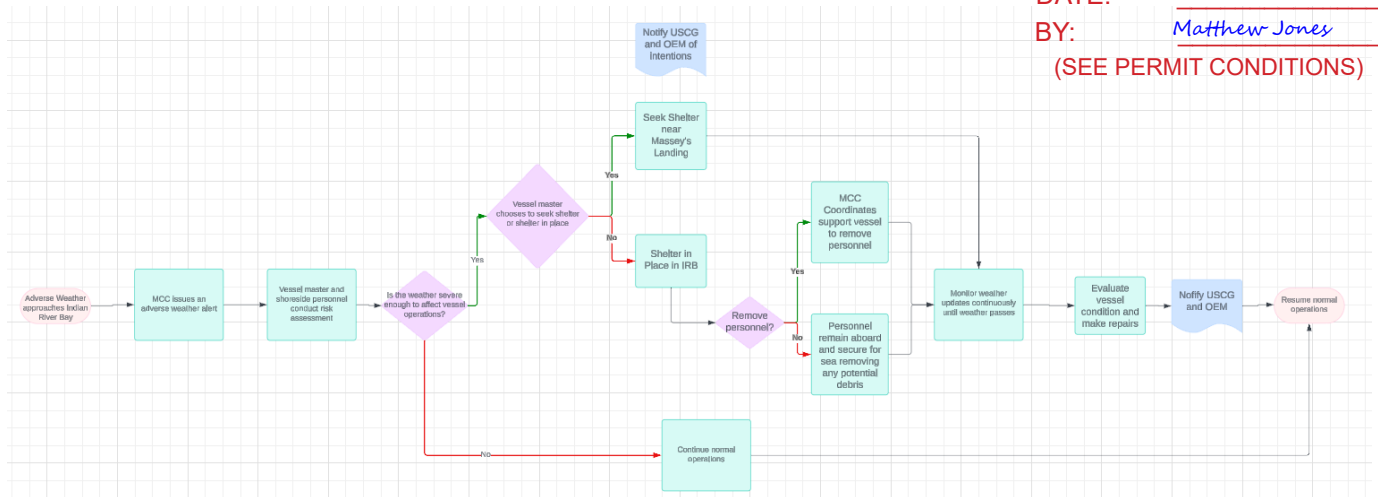 DATE:
BY: Matthew Jones
(SEE PERMIT CONDITIONS)
Notify USCG
and OEM of
Intentions
Seek Shelter
near
Massey's
Landing
Yes
Vessel master
chooses to seek shelter
or shelter in place
No
Shelter in
Place in IRB
MCC
Coordinates
support vessel
to remove
personnel
Yes
Yes
Adverse Weather
approaches Indian
River Bay
MCC issues an
adverse weather alert
Vessel master and
shoreside personnel
conduct risk
assessment
Is the weather severe
enough to affect vessel
operations?
Remove
personnel?
No
Personnel
remain aboard
and secure for
sea removing
any potential
debris
Monitor weather
updates continuously
until weather passes
Evaluate
vessel
condition and
make repairs
Nofify USCG
and OEM
Resume normal
operations
No
Continue normal
operations